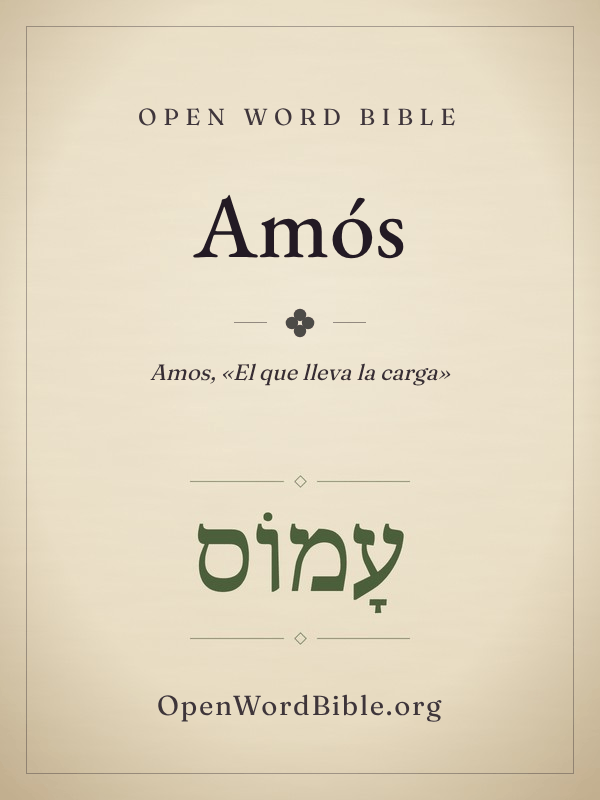 OPEN WORD BIBLE
Amós
Amos, «El que lleva la carga»
עָמוֹס
OpenWordBible.org